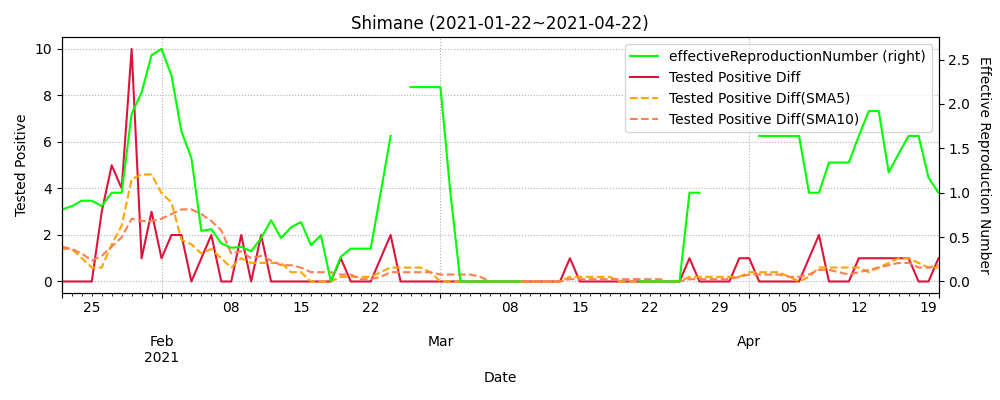 Shimane (2021-01-22~2021-04-22)
effectiveReproductionNumber (right)
Tested Positive Diff
Tested Positive Diff(SMA5)
Tested Positive Diff(SMA10)
Tested Positive
10
8
6
4
2
0
Effective Reproduction Number
2.5
2.0
1.5
1.0
0.5
0.0
25 08 15 22 08 15 22 29 05 12 19
Feb Mar Apr
2021
Date